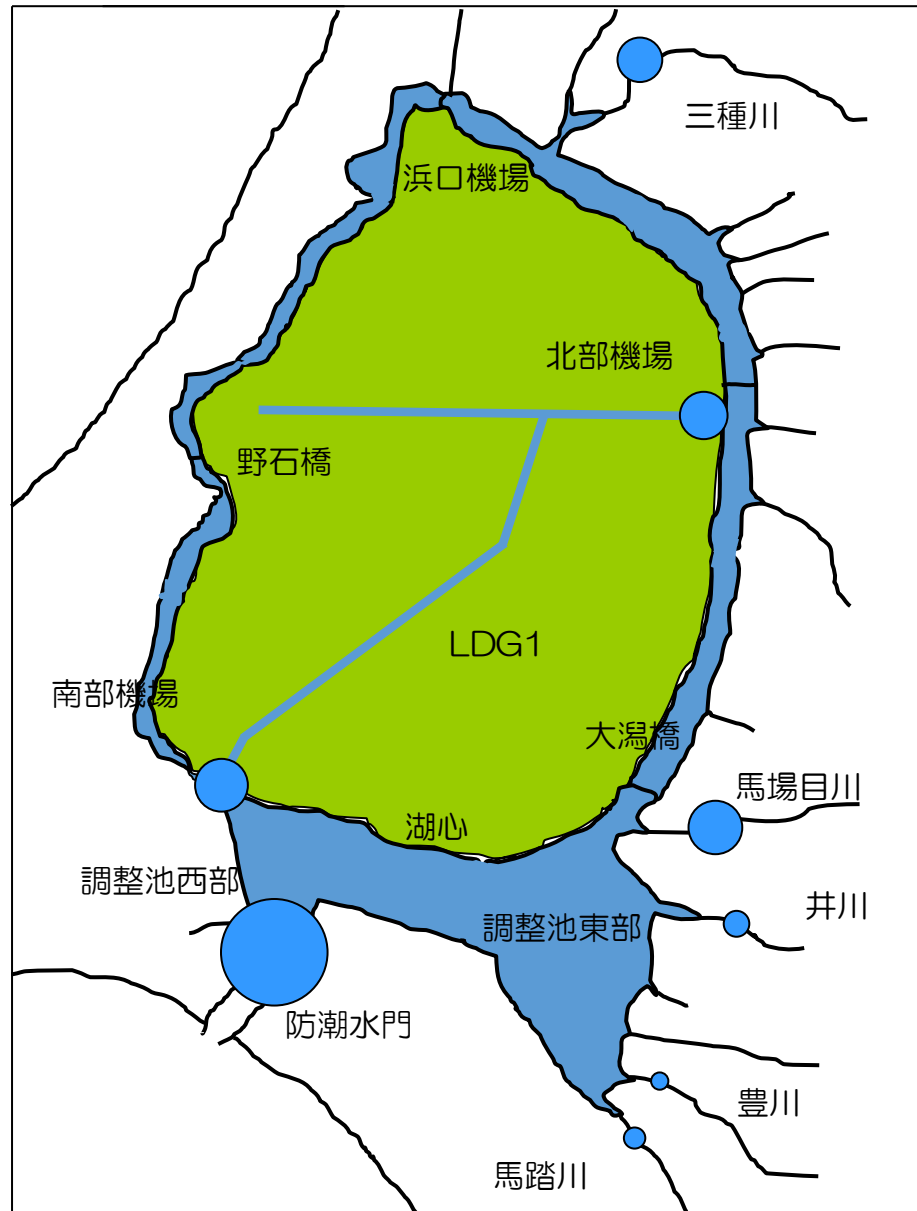 三種川
浜口機場
北部機場
野石橋
LDG1
南部機場
大潟橋
馬場目川
湖心
調整池西部
井川
調整池東部
防潮水門
豊川
馬踏川